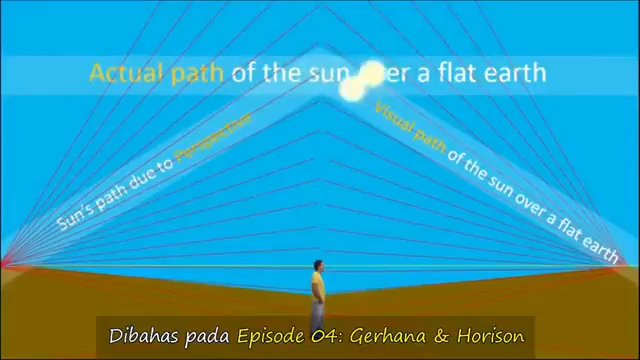 Actual path of the sun over a flat earth
Sun's path due to Perspective
Visual path of the sun over a flat earth
Dibahas pada Episode 04: Gerhana & Horison